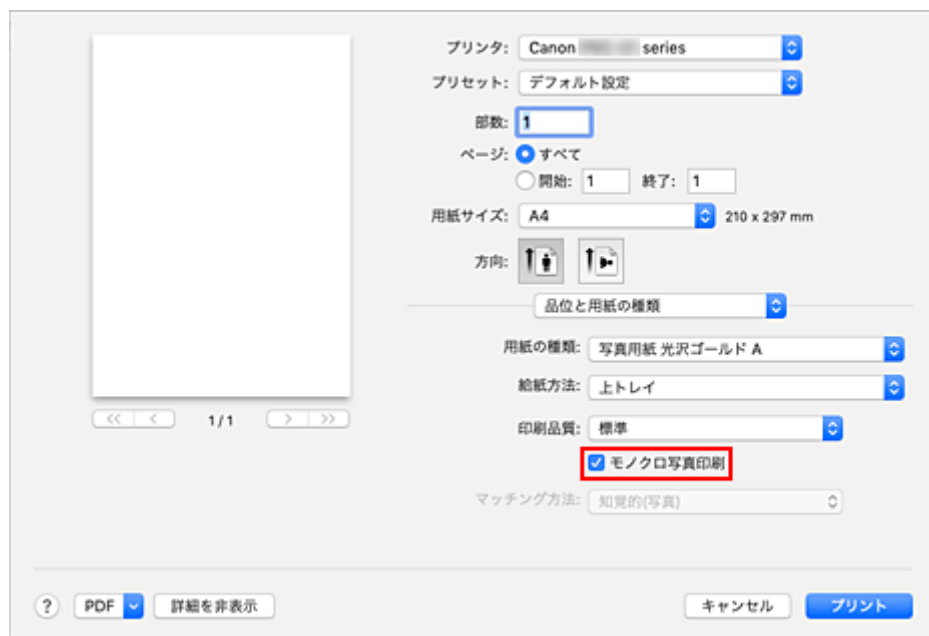 プリンタ: Canon series
プリセット: デフォルト設定
部数: 1
ページ: すべて
開始: 1 終了: 1
用紙サイズ: A4 210 x 297 mm
方向:
品位と用紙の種類
用紙の種類: 写真用紙 光沢ゴールド A
給紙方法: 上トレイ
<< < 1/1 > >>
印刷品質: 標準
モノクロ写真印刷
マッチング方法: 知覚的(写真)
? PDF 詳細を非表示 キャンセル プリント